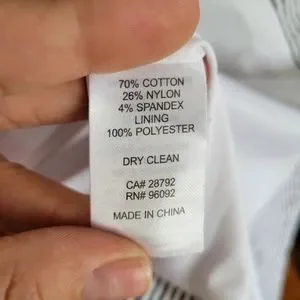 70% COTTON
26% NYLON
4% SPANDEX
LINING
100% POLYESTER
DRY CLEAN
CA# 28792
RN# 96092
MADE IN CHINA